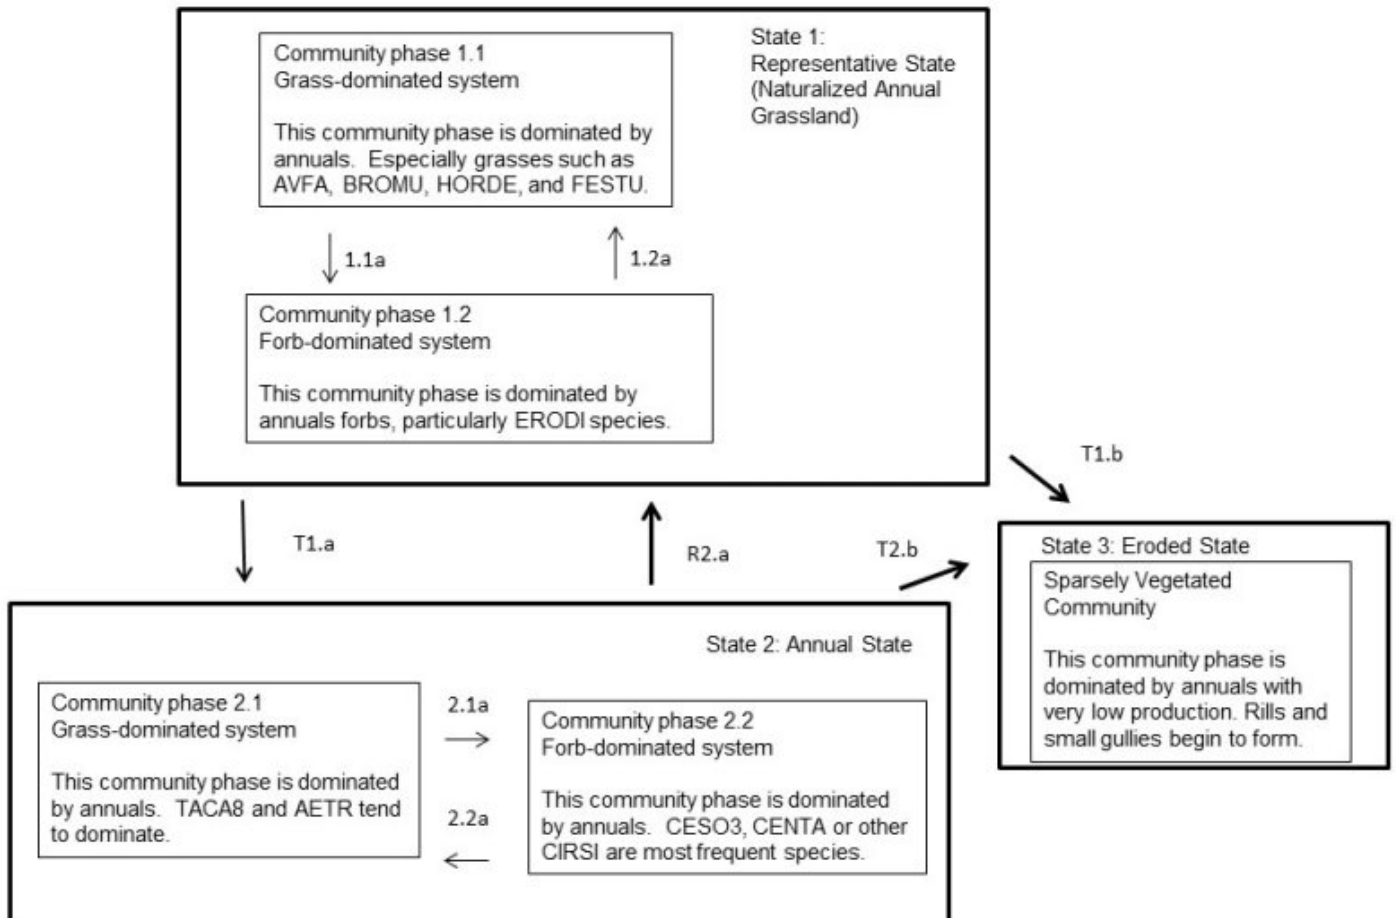 State 1:
Representative State
(Naturalized Annual
Grassland)
Community phase 1.1
Grass-dominated system
This community phase is dominated by
annuals. Especially grasses such as
AVFA, BROMU, HORDE, and FESTU.
1.1a
1.2a
Community phase 1.2
Forb-dominated system
This community phase is dominated by
annuals forbs, particularly ERODI species.
T1.b
T1.a
R2.a
T2.b
State 3: Eroded State
Sparsely Vegetated
Community
This community phase is
dominated by annuals with
very low production. Rills and
small gullies begin to form.
State 2: Annual State
Community phase 2.1
Grass-dominated system
This community phase is dominated
by annuals. TACA8 and AETR tend
to dominate.
2.1a
2.2a
Community phase 2.2
Forb-dominated system
This community phase is dominated
by annuals. CESO3, CENTA or other
CIRSI are most frequent species.